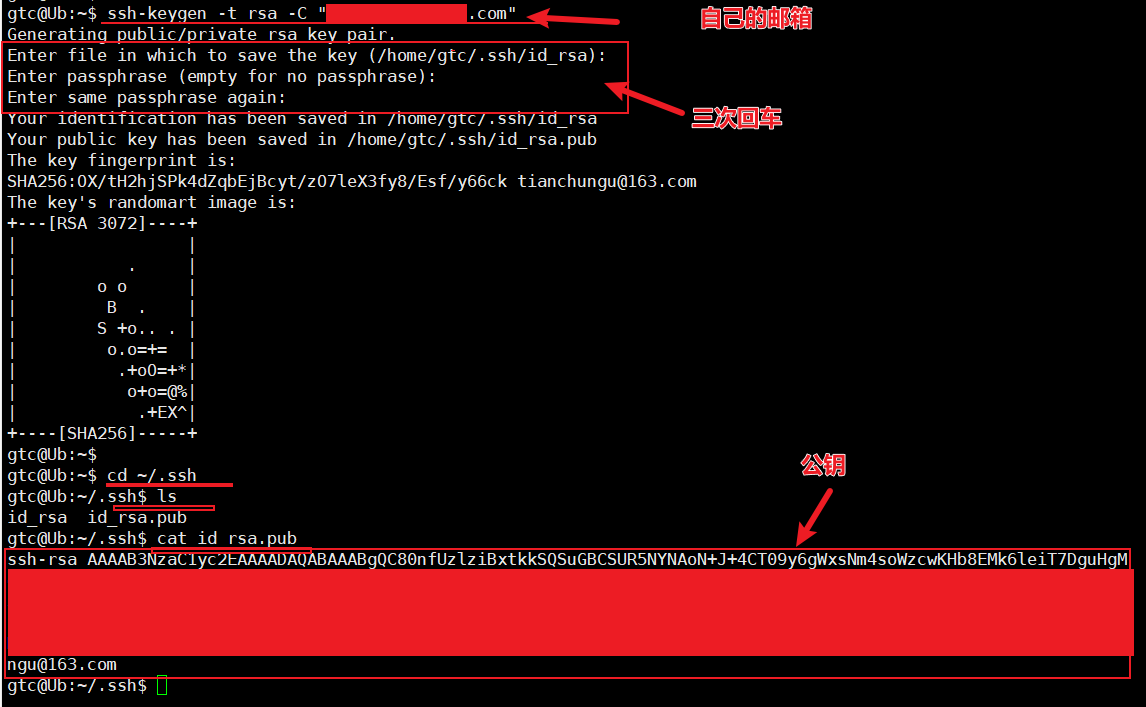 gtc@Ub:~$ ssh-keygen -t rsa -C " .com"
自己的邮箱
Generating public/private rsa key pair.
Enter file in which to save the key (/home/gtc/.ssh/id_rsa):
Enter passphrase (empty for no passphrase):
Enter same passphrase again:
三次回车
Your identification has been saved in /home/gtc/.ssh/id_rsa
Your public key has been saved in /home/gtc/.ssh/id_rsa.pub
The key fingerprint is:
SHA256:OX/tH2hjSPk4dZqbEjBcyt/zO7leX3fy8/Esf/y66ck tianchungu@163.com
The key's randomart image is:
+---[RSA 3072]----+
|                 |
|           .     |
|        o o      |
|         B  .    |
|        S +o.. . |
|         o.o=+=  |
|          .+oO=+*|
|           o+o=@%|
|            .+EX^|
+----[SHA256]-----+
gtc@Ub:~$
gtc@Ub:~$ cd ~/.ssh
公钥
gtc@Ub:~/.ssh$ ls
id_rsa  id_rsa.pub
gtc@Ub:~/.ssh$ cat id_rsa.pub
ssh-rsa AAAAB3NzaC1yc2EAAAADAQABAAABgQC80nfUzlziBxtkkSQSuGBCSUR5NYNAoN+J+4CT09y6gWxsNm4soWzcwKHb8EMk6leiT7DguHgM
ngu@163.com
gtc@Ub:~/.ssh$